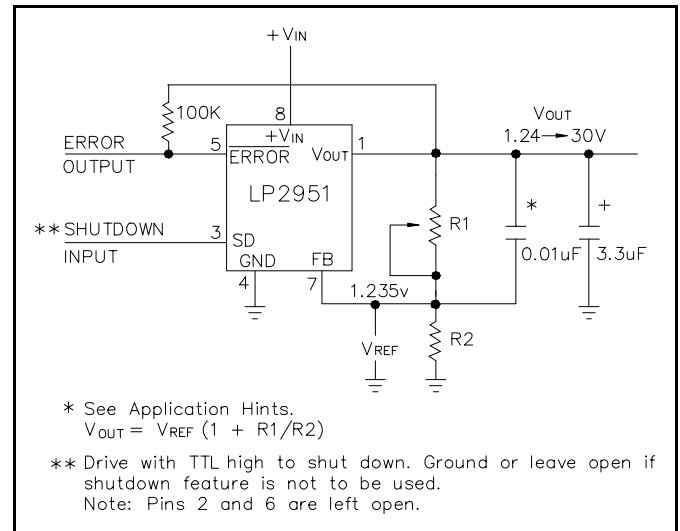 +VIN
100K
8
+VIN
VOUT
1.24→30V
ERROR
OUTPUT
5
ERROR
VOUT
1
LP2951
** SHUTDOWN
INPUT
3
SD
GND
FB
4
7
1.235v
R1
*
0.01uF
+
3.3uF
VREF
R2
* See Application Hints.
VOUT = VREF (1 + R1/R2)
** Drive with TTL high to shut down. Ground or leave open if
shutdown feature is not to be used.
Note: Pins 2 and 6 are left open.